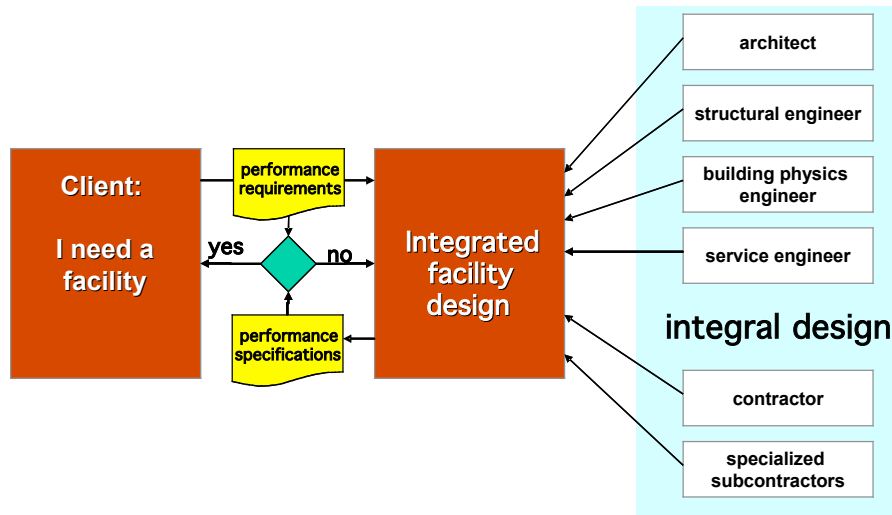 architect
structural engineer
building physics
engineer
service engineer
integral design
contractor
specialized
subcontractors
Client:
I need a
facility
performance
requirements
yes
no
performance
specifications
Integrated
facility
design